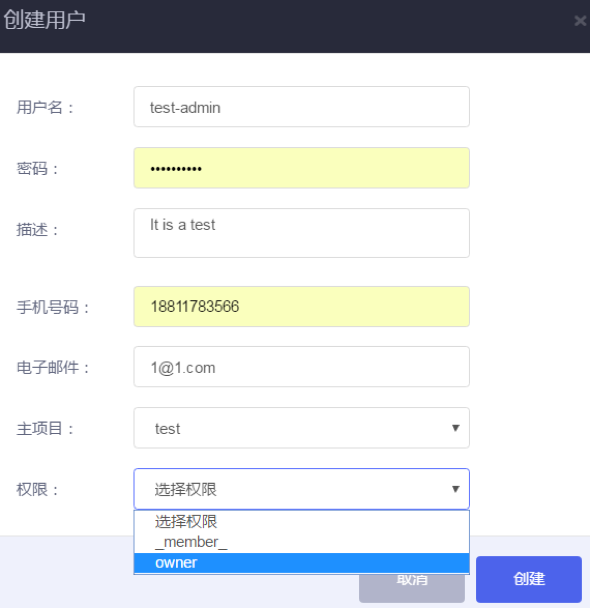 创建用户 ×
用户名： test-admin
密码： ••••••••••
描述： It is a test
手机号码： 18811783566
电子邮件： 1@1.com
主项目： test
权限： 选择权限
选择权限
_member_
owner
取消 创建